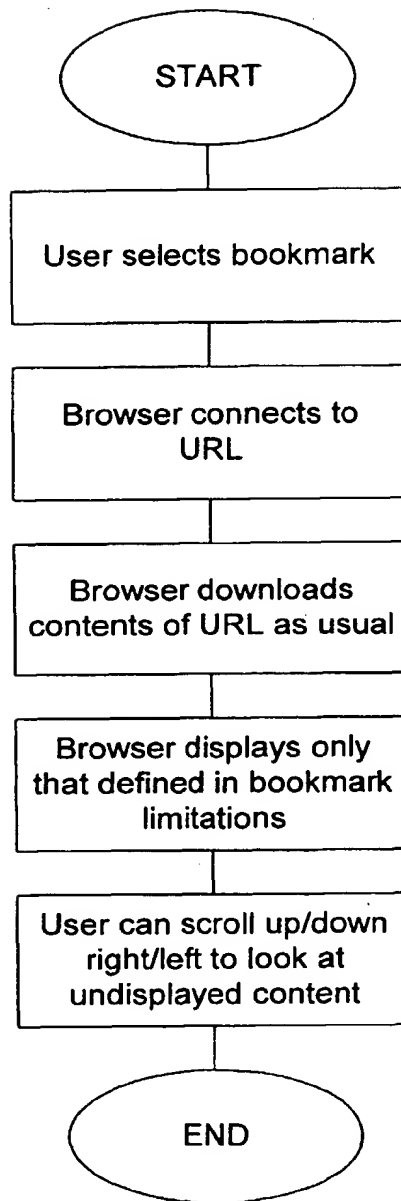 START
User selects bookmark
Browser connects to
URL
Browser downloads
contents of URL as usual
Browser displays only
that defined in bookmark
limitations
User can scroll up/down
right/left to look at
undisplayed content
END